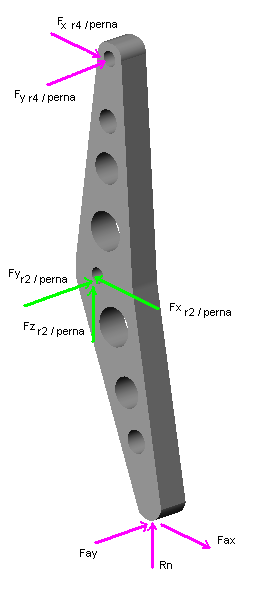 Fx r4 / perna
Fy r4 / perna
Fy r2 / perna
Fx r2 / perna
Fz r2 / perna
Fay
Rn
Fax